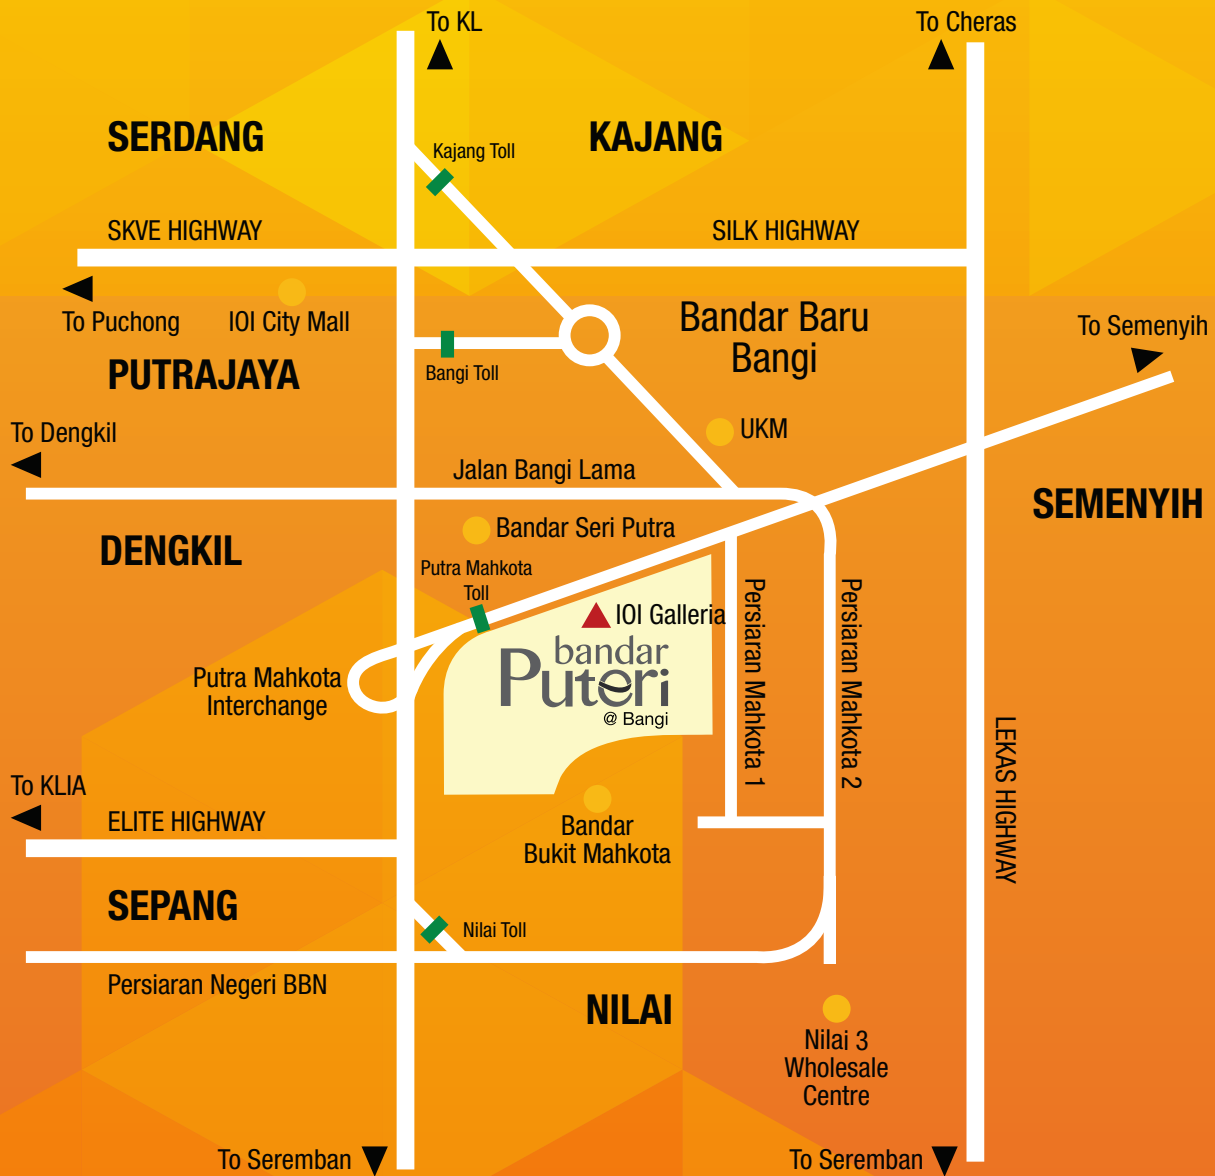 To KL
To Cheras
SERDANG
KAJANG
Kajang Toll
SKVE HIGHWAY
SILK HIGHWAY
To Puchong
IOI City Mall
Bandar Baru
Bangi
To Semenyih
PUTRAJAYA
Bangi Toll
To Dengkil
UKM
Jalan Bangi Lama
SEMENYIH
DENGKIL
Bandar Seri Putra
Putra Mahkota
Toll
Persiaran Mahkota 1
Persiaran Mahkota 2
IOI Galleria
bandar
Puteri
@ Bangi
Putra Mahkota
Interchange
LEKAS HIGHWAY
To KLIA
ELITE HIGHWAY
Bandar
Bukit Mahkota
SEPANG
Nilai Toll
Persiaran Negeri BBN
NILAI
Nilai 3
Wholesale
Centre
To Seremban
To Seremban